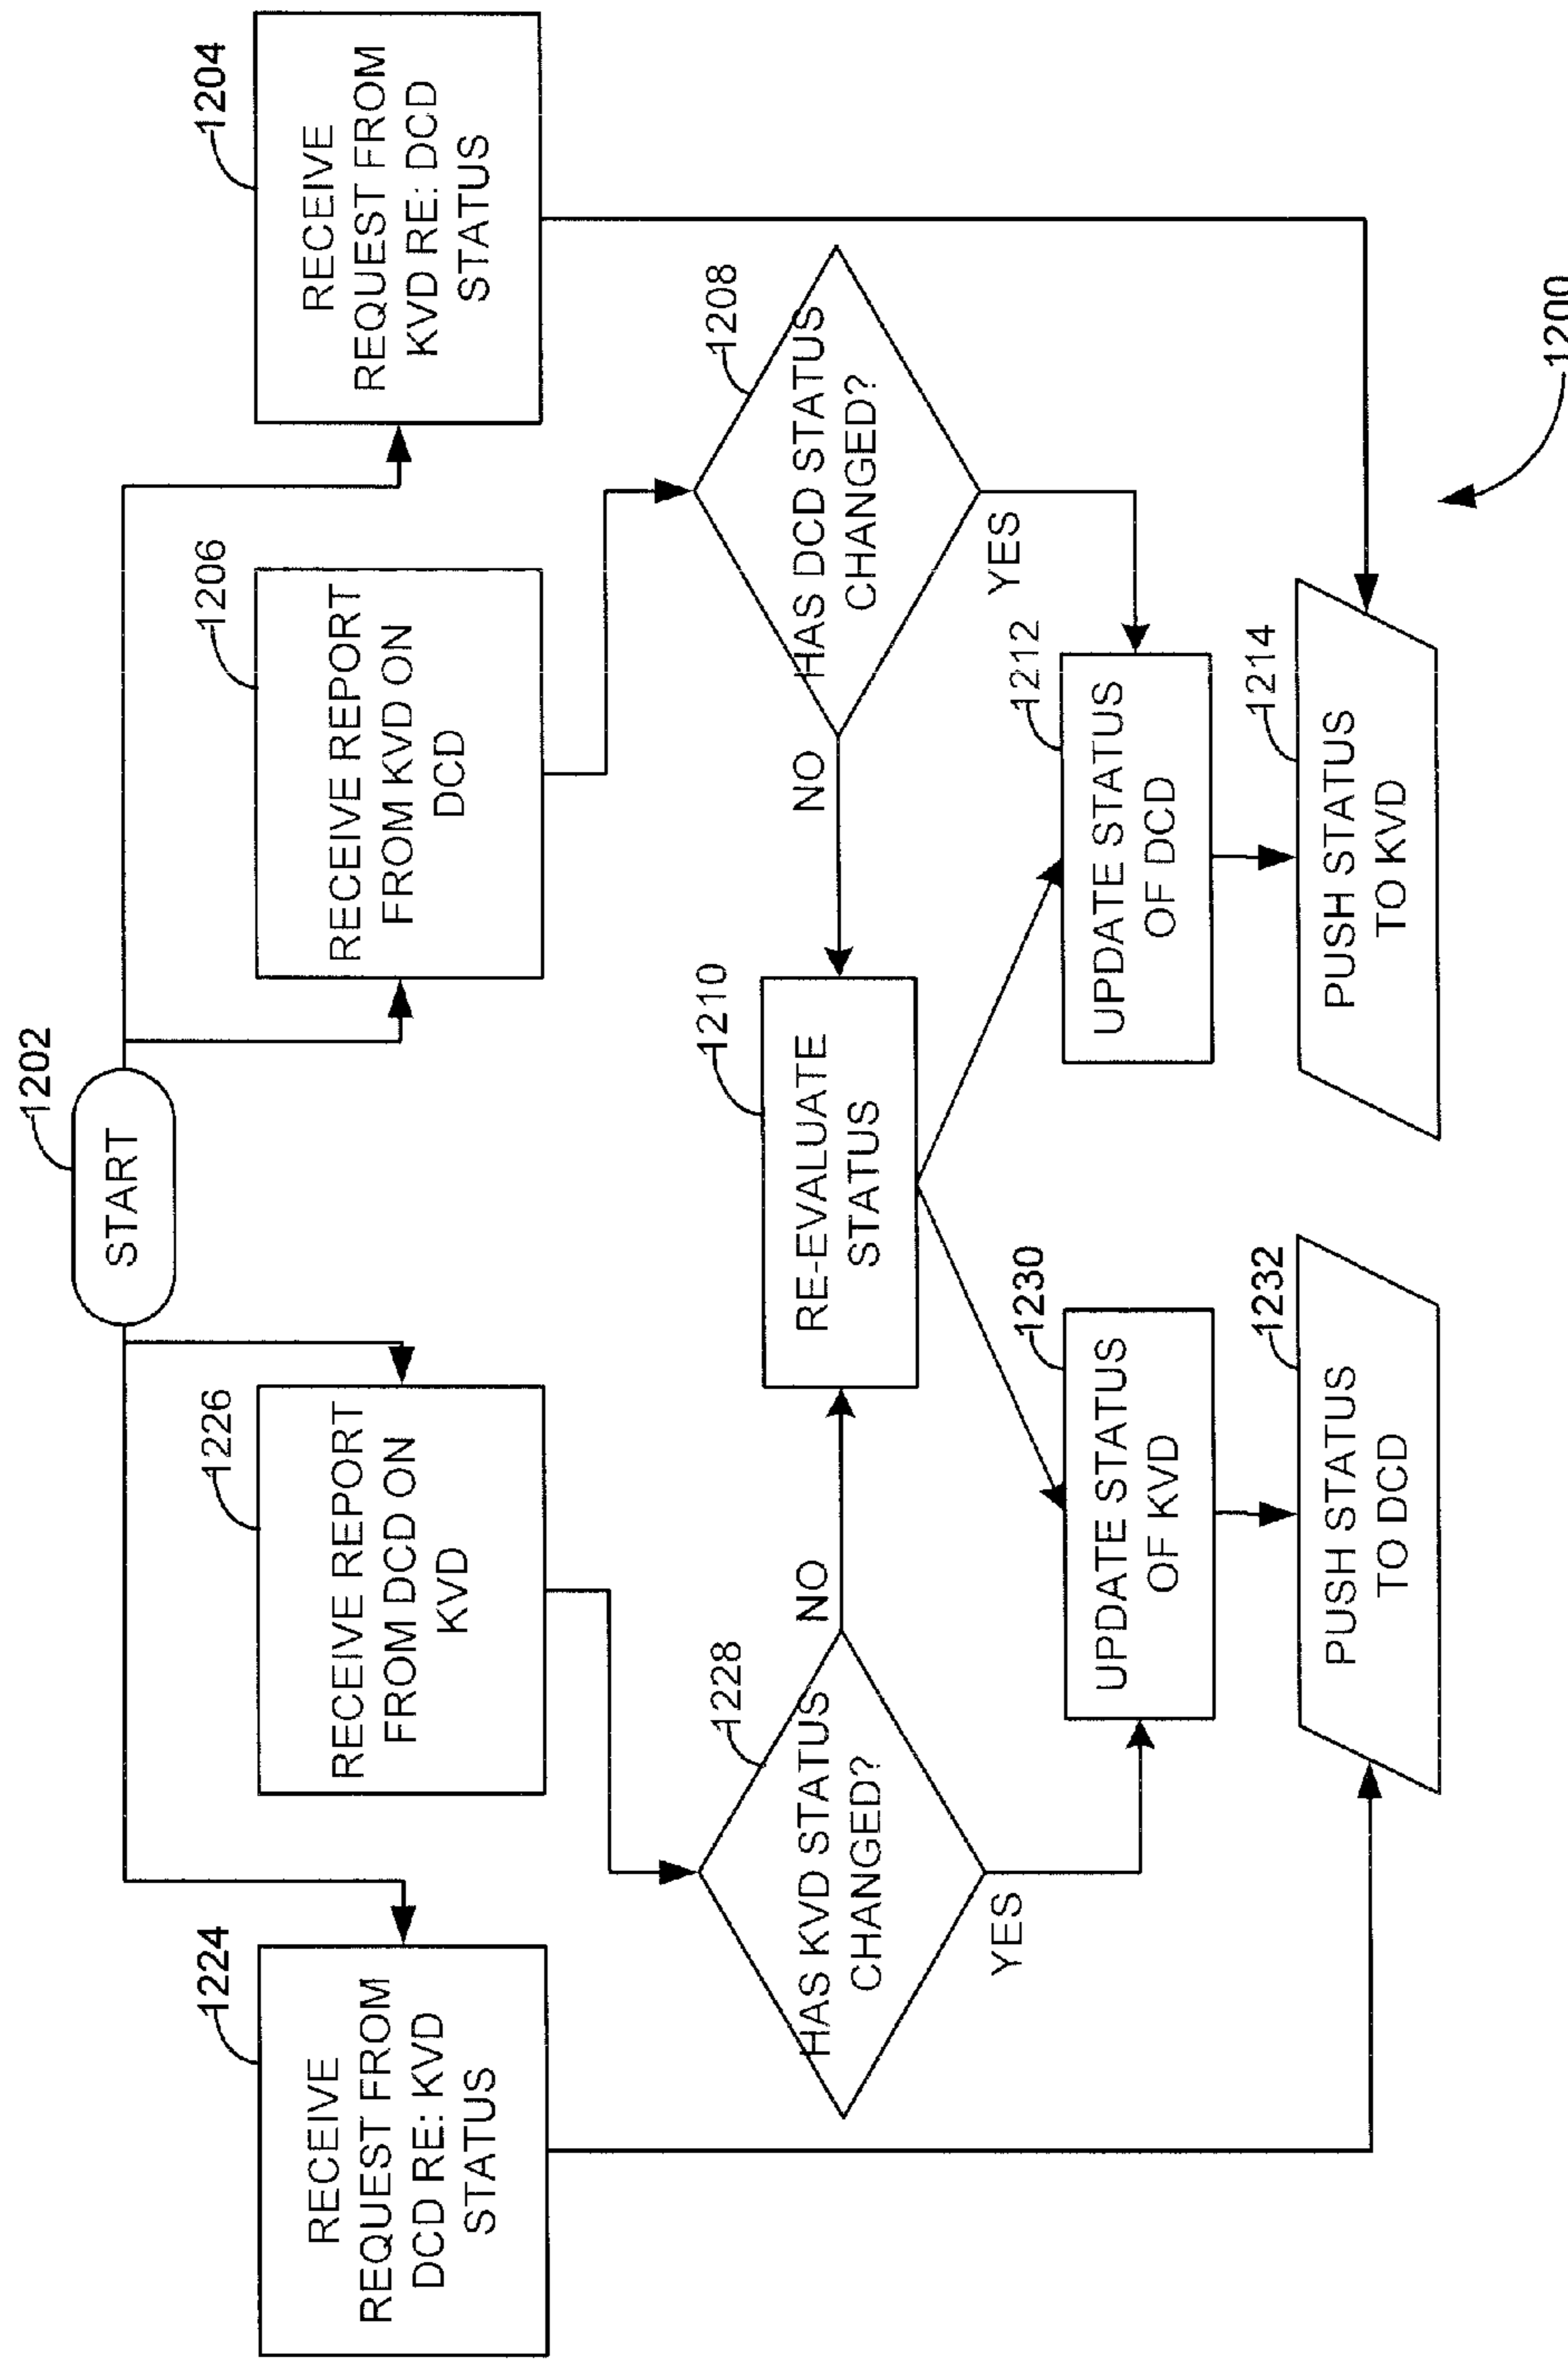 1202
START
1224
RECEIVE
REQUEST FROM
DCD RE: KVD
STATUS
1226
RECEIVE REPORT
FROM DCD ON
KVD
1206
RECEIVE REPORT
FROM KVD ON
DCD
1204
RECEIVE
REQUEST FROM
KVD RE: DCD
STATUS
1228
HAS KVD STATUS
CHANGED?
NO
YES
1210
RE-EVALUATE
STATUS
1208
HAS DCD STATUS
CHANGED?
NO
YES
1230
UPDATE STATUS
OF KVD
1212
UPDATE STATUS
OF DCD
1232
PUSH STATUS
TO DCD
1214
PUSH STATUS
TO KVD
1200